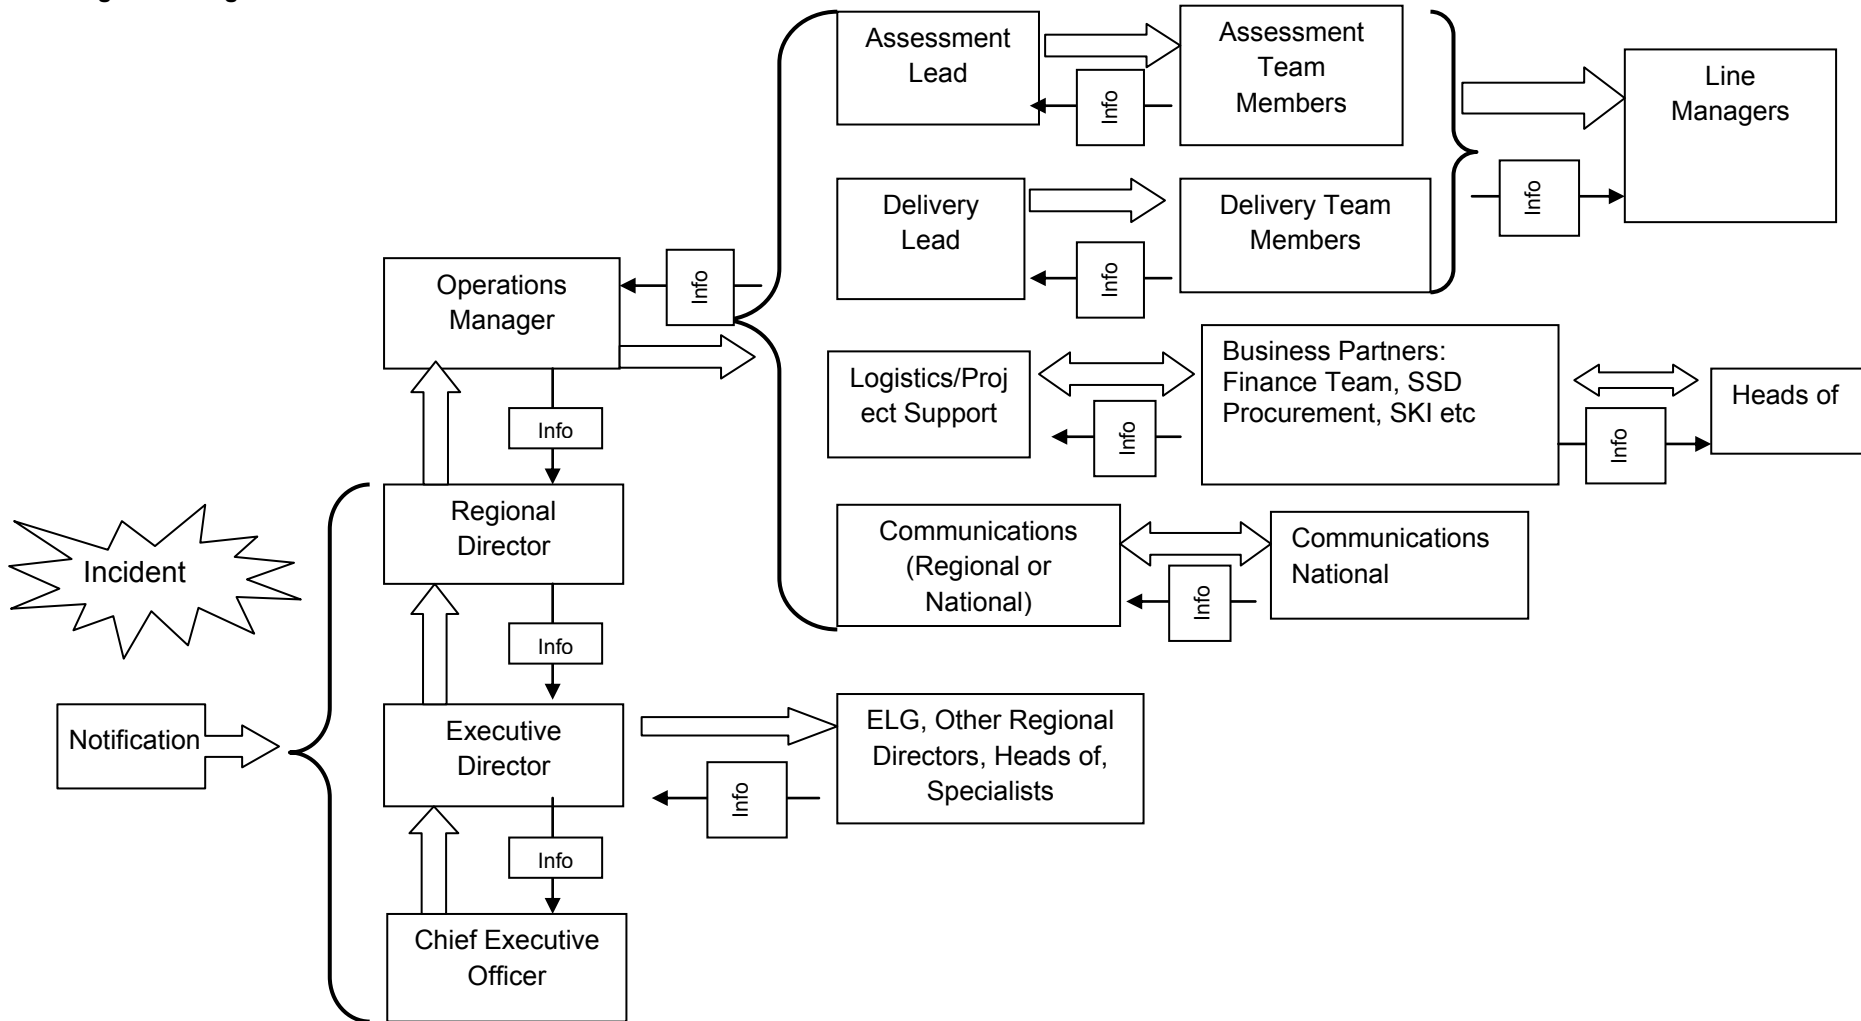 Assessment
Lead
Info
Assessment
Team
Members
Line
Managers
Info
Delivery
Lead
Info
Delivery Team
Members
Operations
Manager
Info
Info
Logistics/Proj
ect Support
Info
Business Partners:
Finance Team, SSD
Procurement, SKI etc
Info
Heads of
Incident
Regional
Director
Info
Communications
(Regional or
National)
Info
Communications
National
Notification
Executive
Director
Info
Info
ELG, Other Regional
Directors, Heads of,
Specialists
Chief Executive
Officer